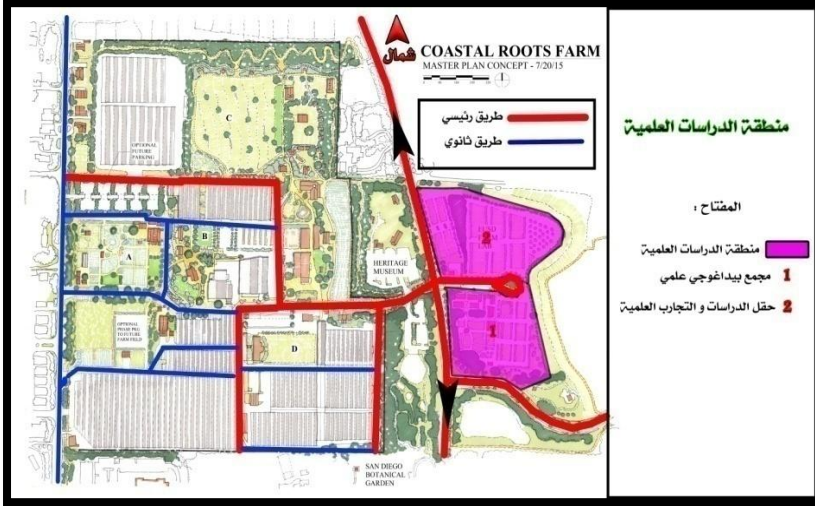 شمال
COASTAL ROOTS FARM
MASTER PLAN CONCEPT - 7/20/15
طريق رئيسي
طريق ثانوي
C
OPTIONAL
FUTURE
PARKING
A
B
HERITAGE
MUSEUM
2
1
D
SAN DIEGO
BOTANICAL
GARDEN
منطقة الدراسات العلمية
المفتاح :
منطقة الدراسات العلمية
1 مجمع بيداغوجي علمي
2 حقل الدراسات و التجارب العلمية